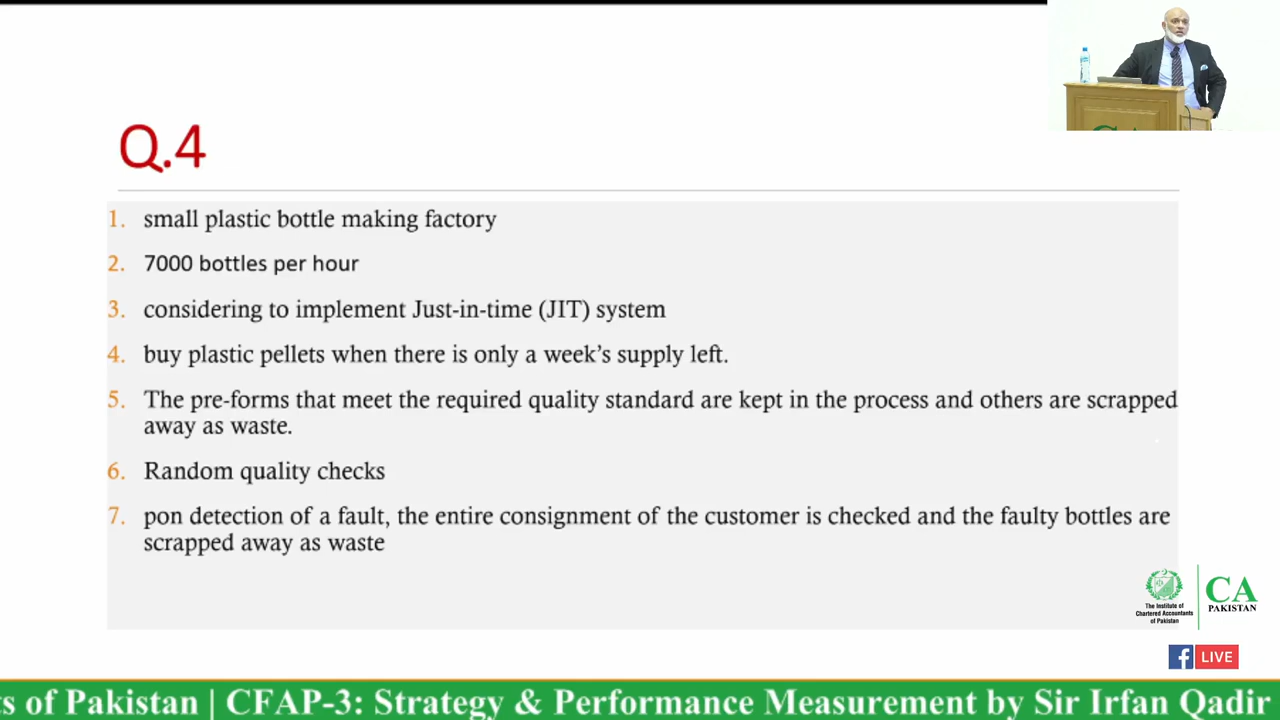 Q.4
1. small plastic bottle making factory
2. 7000 bottles per hour
3. considering to implement Just-in-time (JIT) system
4. buy plastic pellets when there is only a week's supply left.
5. The pre-forms that meet the required quality standard are kept in the process and others are scrapped
away as waste.
6. Random quality checks
7. pon detection of a fault, the entire consignment of the customer is checked and the faulty bottles are
scrapped away as waste
The Institute of
Chartered Accountants
of Pakistan
CA
PAKISTAN
LIVE
ts of Pakistan | CFAP-3: Strategy & Performance Measurement by Sir Irfan Qadir